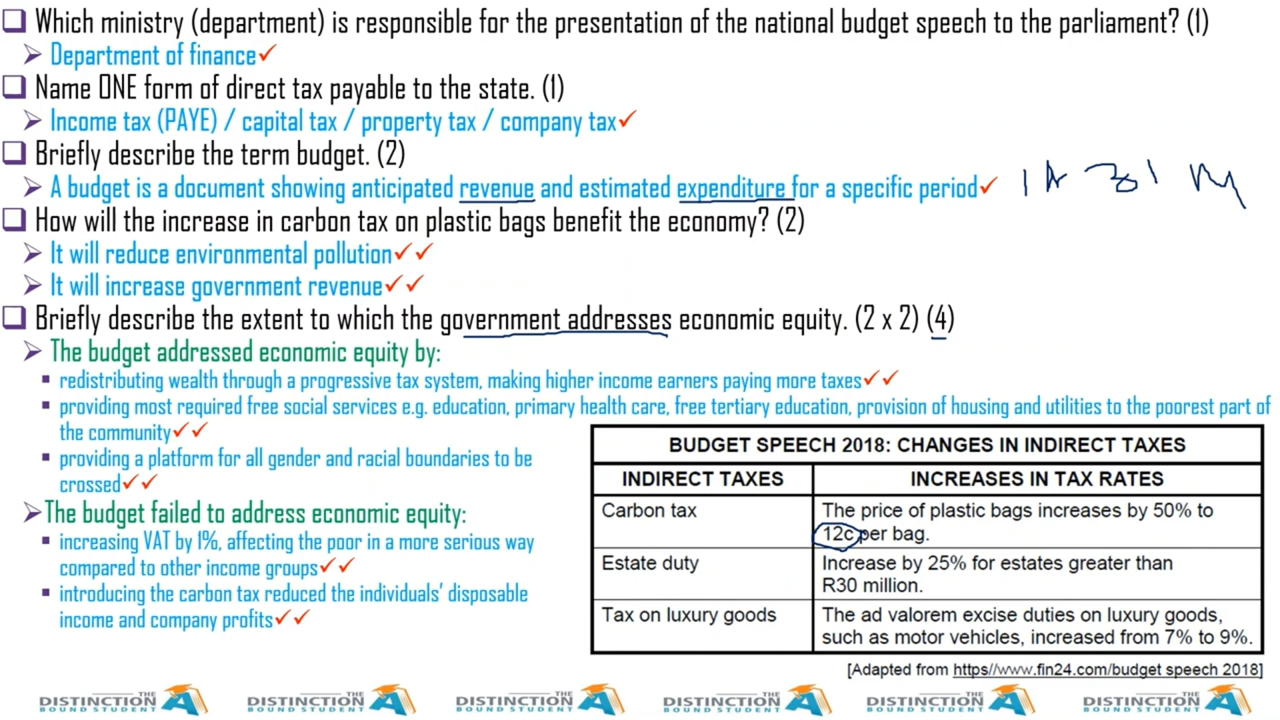 Which ministry (department) is responsible for the presentation of the national budget speech to the parliament? (1)
Department of finance✓
Name ONE form of direct tax payable to the state. (1)
Income tax (PAYE) / capital tax / property tax / company tax✓
Briefly describe the term budget. (2)
A budget is a document showing anticipated revenue and estimated expenditure for a specific period✓
How will the increase in carbon tax on plastic bags benefit the economy? (2)
It will reduce environmental pollution✓✓
It will increase government revenue✓✓
Briefly describe the extent to which the government addresses economic equity. (2 x 2) (4)
The budget addressed economic equity by:
redistributing wealth through a progressive tax system, making higher income earners paying more taxes✓✓
providing most required free social services e.g. education, primary health care, free tertiary education, provision of housing and utilities to the poorest part of
the community✓✓
providing a platform for all gender and racial boundaries to be
crossed✓✓
The budget failed to address economic equity:
increasing VAT by 1%, affecting the poor in a more serious way
compared to other income groups✓✓
introducing the carbon tax reduced the individuals' disposable
income and company profits✓✓
BUDGET SPEECH 2018: CHANGES IN INDIRECT TAXES
INDIRECT TAXES INCREASES IN TAX RATES
Carbon tax The price of plastic bags increases by 50% to
12c per bag.
Estate duty Increase by 25% for estates greater than
R30 million.
Tax on luxury goods The ad valorem excise duties on luxury goods,
such as motor vehicles, increased from 7% to 9%.
[Adapted from https//www.fin24.com/budget speech 2018]
THE DISTINCTION BOUND STUDENT A
THE DISTINCTION BOUND STUDENT A
THE DISTINCTION BOUND STUDENT A
THE DISTINCTION BOUND STUDENT A
THE DISTINCTION BOUND STUDENT A
THE DISTINCTION BOUND STUDENT A